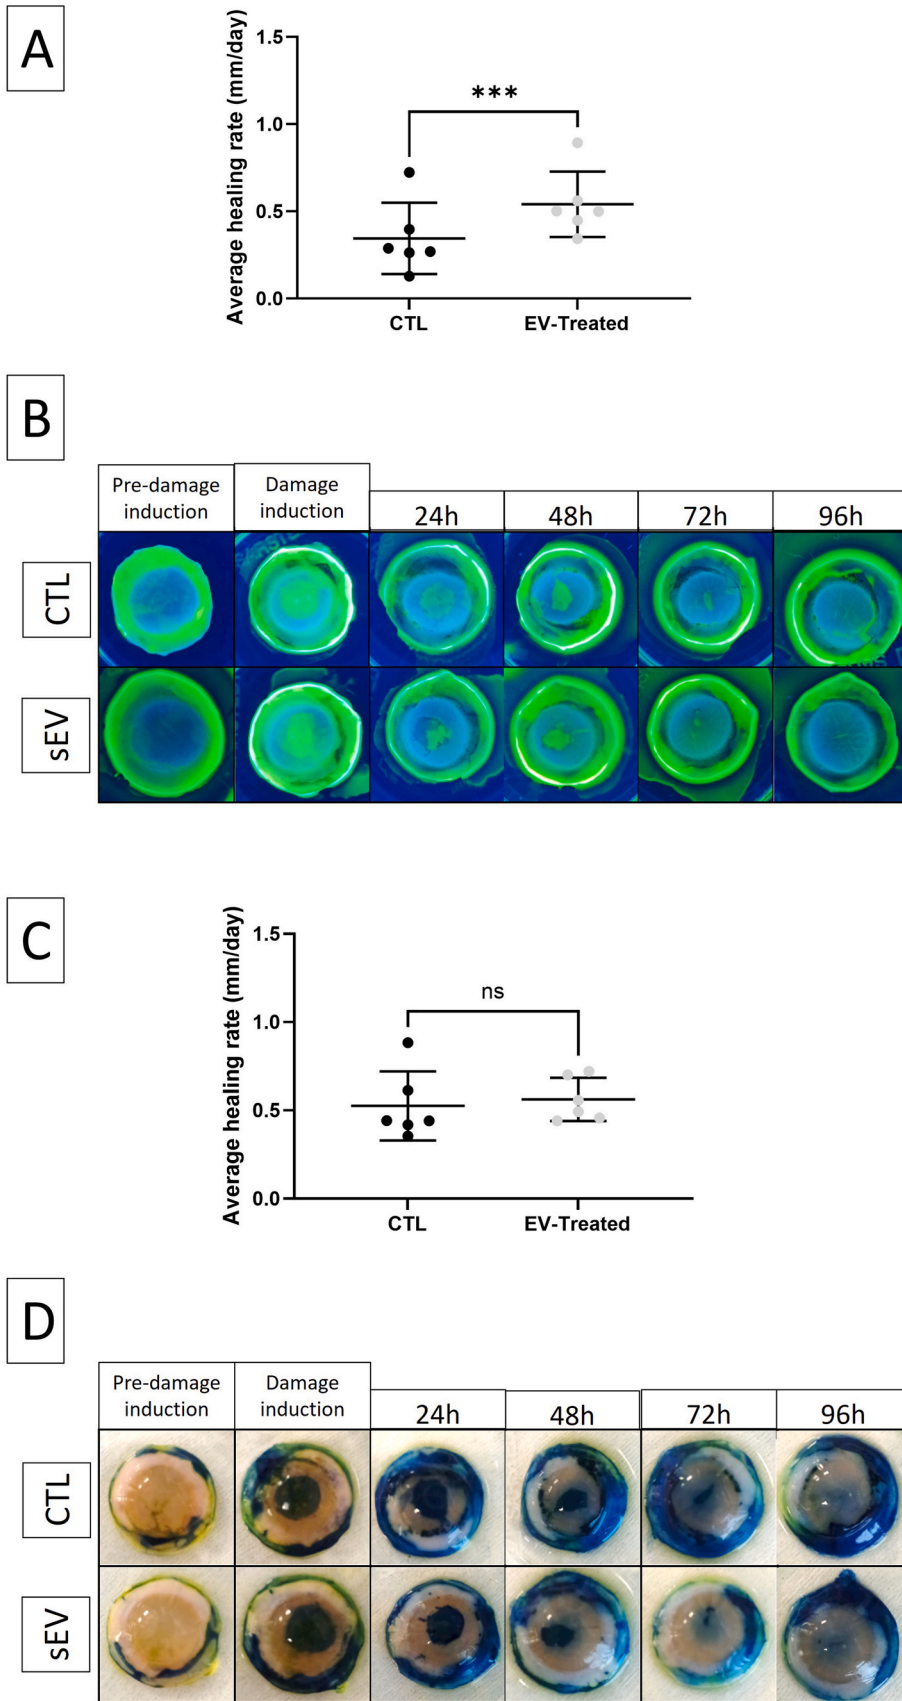 A
Average healing rate (mm/day)
1.5
1.0
0.5
0.0
***
CTL
EV-Treated
B
Pre-damage
induction
Damage
induction
24h
48h
72h
96h
CTL
sEV
C
Average healing rate (mm/day)
1.5
1.0
0.5
0.0
ns
CTL
EV-Treated
D
Pre-damage
induction
Damage
induction
24h
48h
72h
96h
CTL
sEV